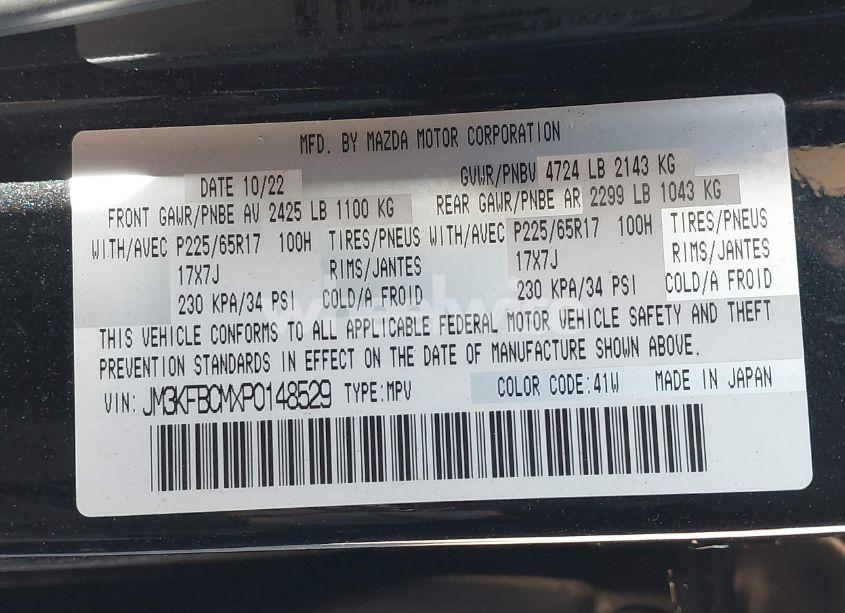 MFD. BY MAZDA MOTOR CORPORATION
DATE 10/22 GVWR/PNBV 4724 LB 2143 KG
FRONT GAWR/PNBE AV 2425 LB 1100 KG REAR GAWR/PNBE AR 2299 LB 1043 KG
WITH/AVEC P225/65R17 100H TIRES/PNEUS WITH/AVEC P225/65R17 100H TIRES/PNEUS
17X7J RIMS/JANTES 17X7J RIMS/JANTES
230 KPA/34 PSI COLD/A FROID 230 KPA/34 PSI COLD/A FROID
THIS VEHICLE CONFORMS TO ALL APPLICABLE FEDERAL MOTOR VEHICLE SAFETY AND THEFT
PREVENTION STANDARDS IN EFFECT ON THE DATE OF MANUFACTURE SHOWN ABOVE.
VIN: JM3KFBCMXP0148529 TYPE:MPV COLOR CODE:41W MADE IN JAPAN